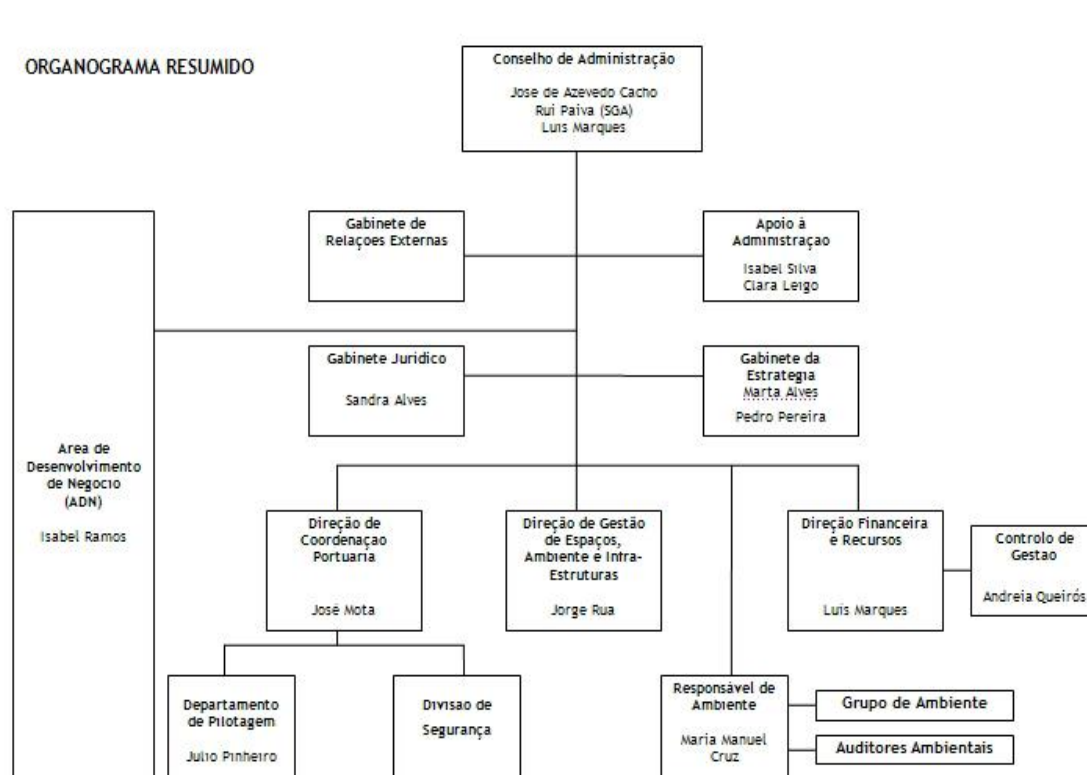 ORGANOGRAMA RESUMIDO
Conselho de Administração
Jose de Azevedo Cacho
Rui Paiva (SGA)
Luis Marques
Gabinete de
Relações Externas
Apoio à
Administração
Isabel Silva
Clara Leigo
Gabinete Juridico
Sandra Alves
Gabinete da
Estrategia
Marta Alves
Pedro Pereira
Area de
Desenvolvimento
de Negocio
(ADN)
Isabel Ramos
Direção de
Coordenação
Portuaria
José Mota
Direção de Gestão
de Espaços,
Ambiente e Infra-
Estruturas
Jorge Rua
Direção Financeira
e Recursos
Luis Marques
Controlo de
Gestao
Andreia Queirós
Departamento
de Pilotagem
Julio Pinheiro
Divisao de
Segurança
Responsável de
Ambiente
Maria Manuel
Cruz
Grupo de Ambiente
Auditores Ambientais